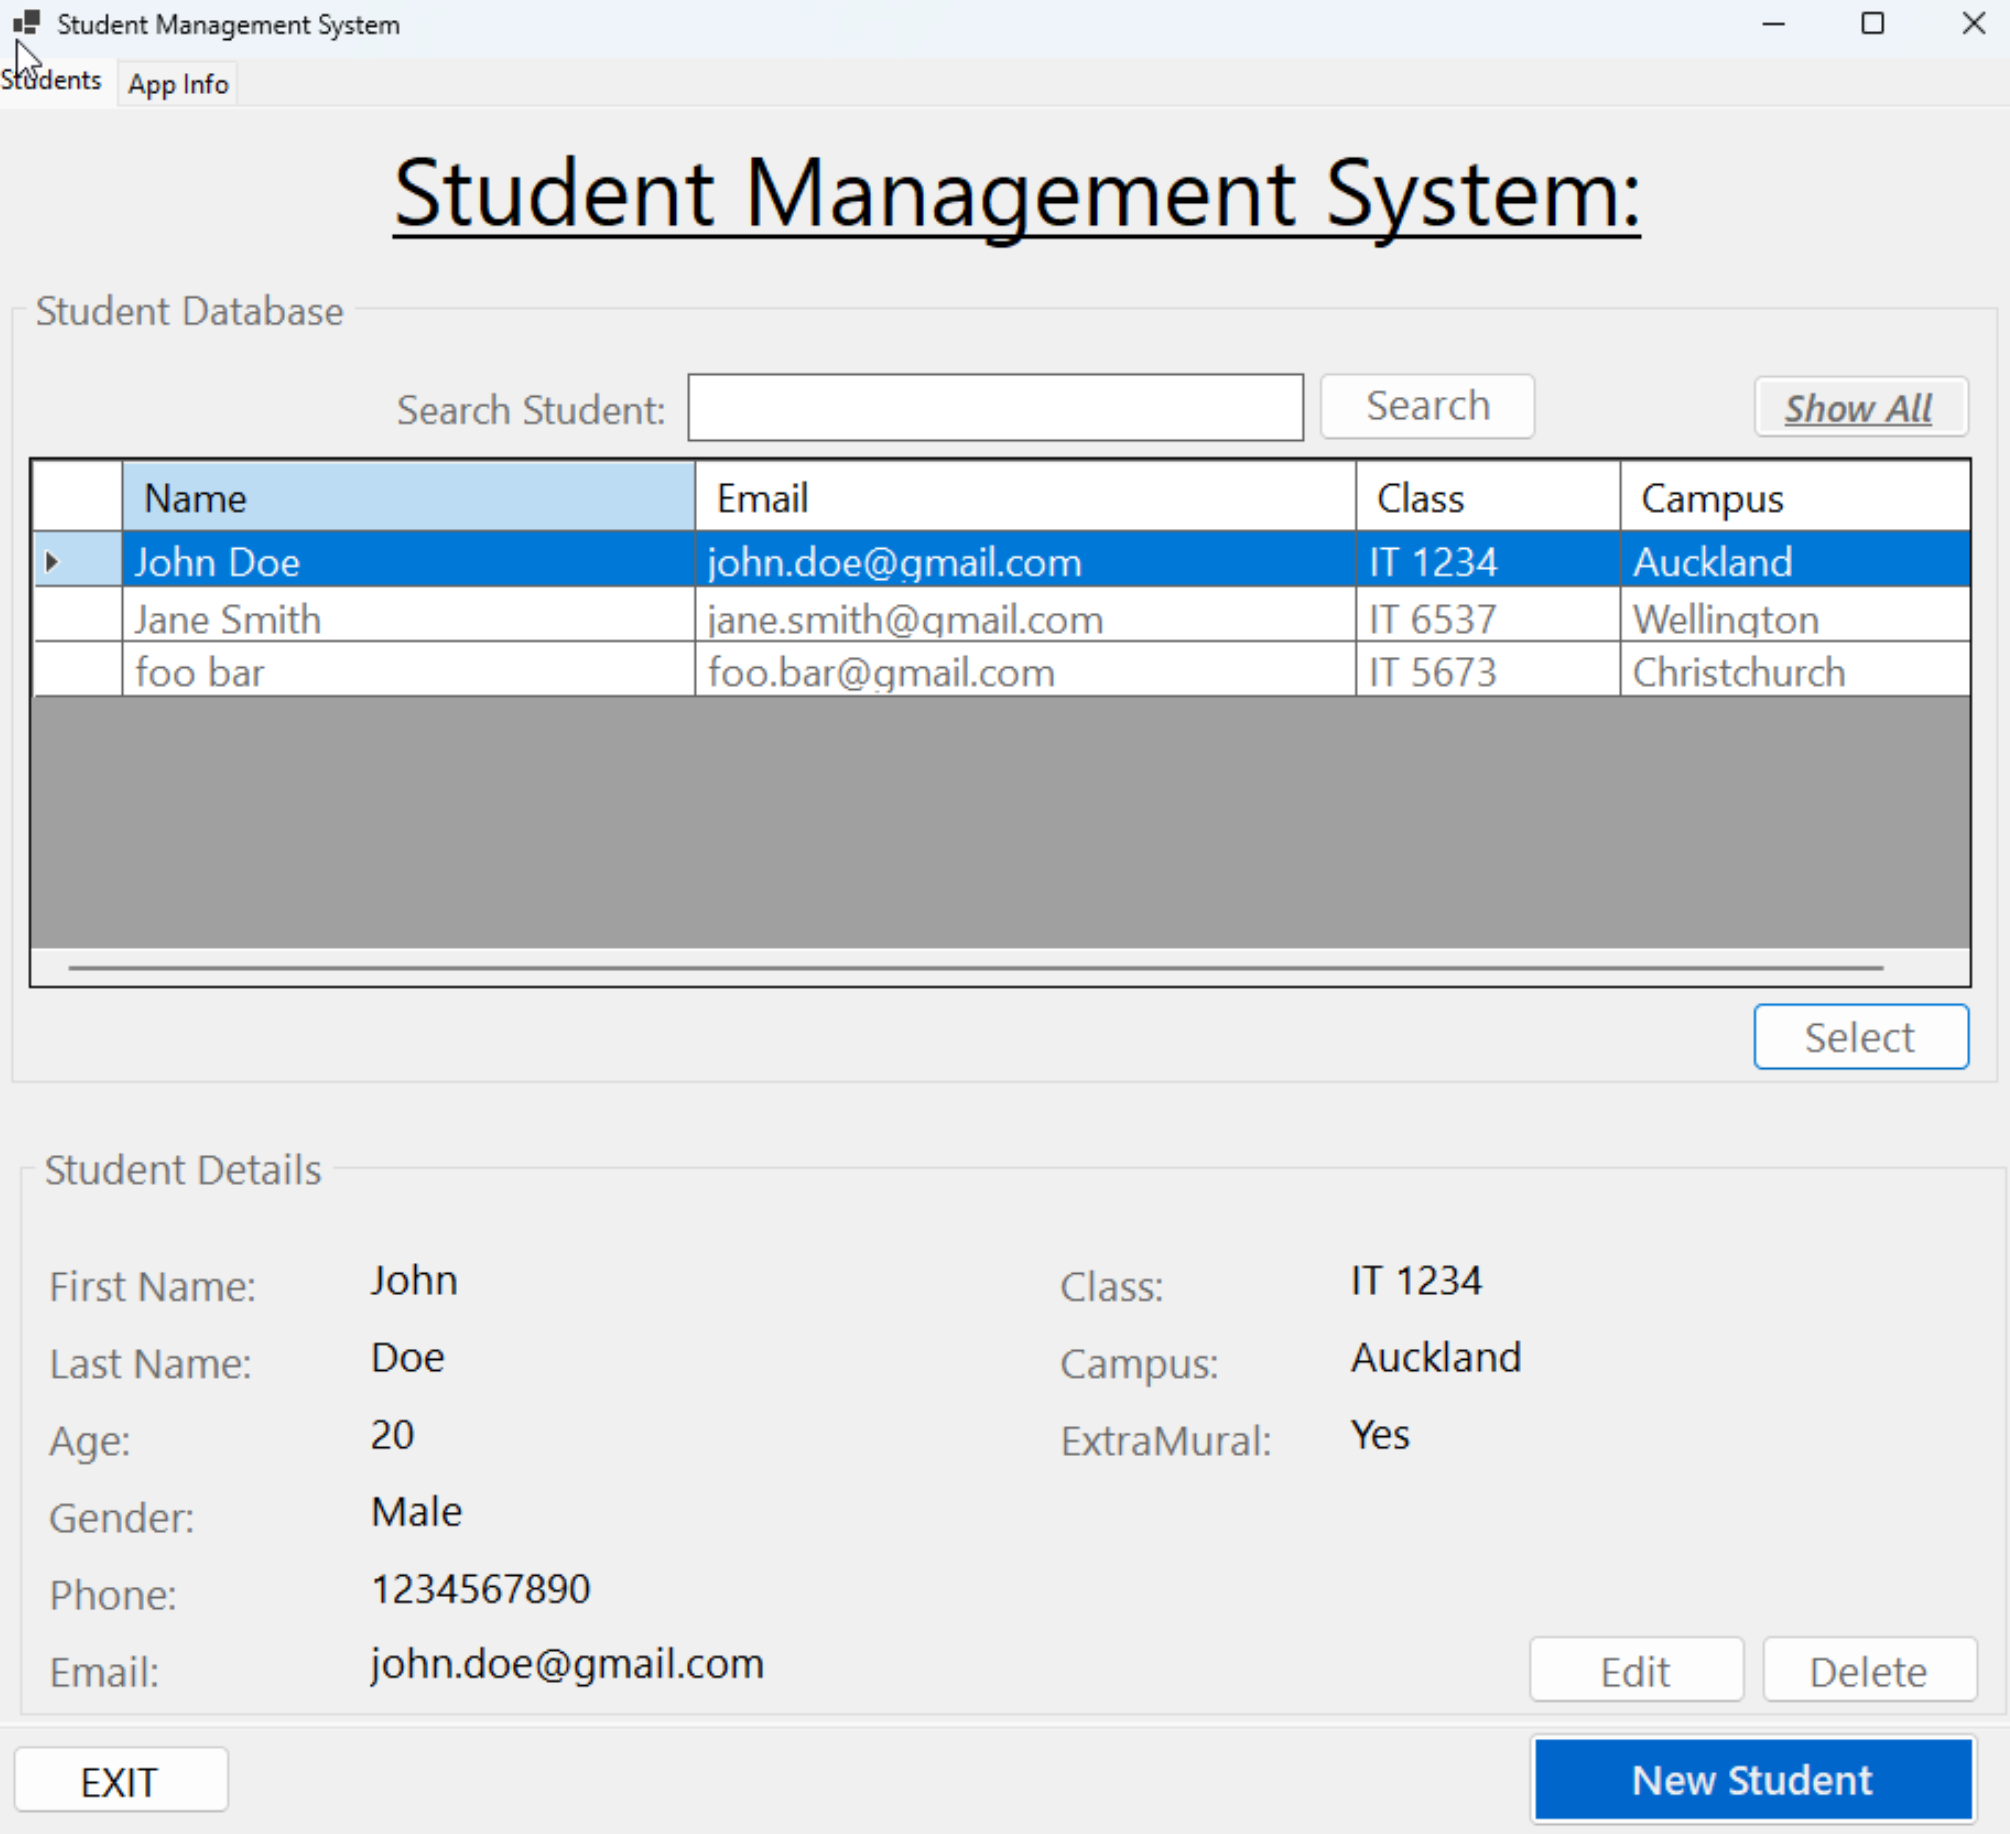 Student Management System
Students App Info
Student Management System:
Student Database
Search Student: Search Show All
Name Email Class Campus
John Doe john.doe@gmail.com IT 1234 Auckland
Jane Smith jane.smith@gmail.com IT 6537 Wellington
foo bar foo.bar@gmail.com IT 5673 Christchurch
Select
Student Details
First Name: John Class: IT 1234
Last Name: Doe Campus: Auckland
Age: 20 ExtraMural: Yes
Gender: Male
Phone: 1234567890
Email: john.doe@gmail.com Edit Delete
EXIT New Student